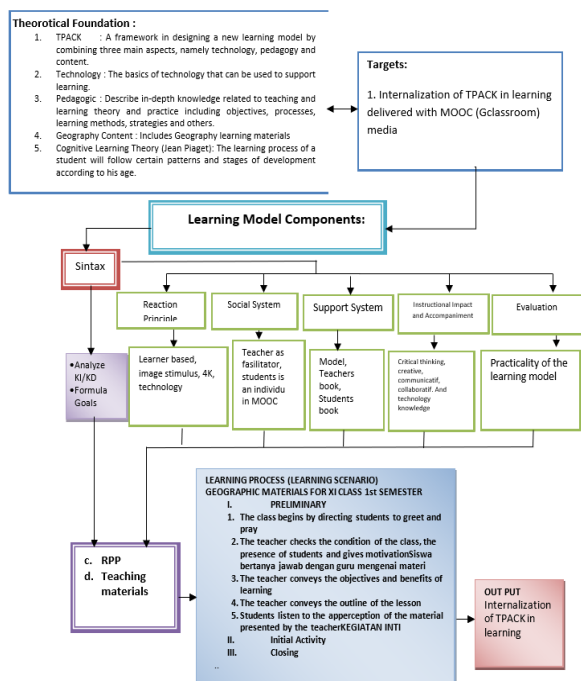 Theorotical Foundation :
1. TPACK : A framework in designing a new learning model by
combining three main aspects, namely technology, pedagogy and
content.
2. Technology : The basics of technology that can be used to support
learning.
3. Pedagogic : Describe in-depth knowledge related to teaching and
learning theory and practice including objectives, processes,
learning methods, strategies and others.
4. Geography Content : Includes Geography learning materials
5. Cognitive Learning Theory (Jean Piaget): The learning process of a
student will follow certain patterns and stages of development
according to his age.
Targets:
1. Internalization of TPACK in learning
delivered with MOOC (Gclassroom)
media
Learning Model Components:
Sintax
Reaction
Principle
Social System
Support System
Instructional Impact
and Accompaniment
Evaluation
•Analyze
KI/KD
•Formula
Goals
Learner based,
image stimulus, 4K,
technology
Teacher as
fasilitator,
students is
an individu
in MOOC
Model,
Teachers
book,
Students
book
Critical thinking,
creative,
communicatif,
collaboratif. And
technology
knowledge
Practicality of the
learning model
c. RPP
d. Teaching
materials
LEARNING PROCESS (LEARNING SCENARIO)
GEOGRAPHIC MATERIALS FOR XI CLASS 1st SEMESTER
I. PRELIMINARY
1. The class begins by directing students to greet and
pray
2. The teacher checks the condition of the class, the
presence of students and gives motivationSiswa
bertanya jawab dengan guru mengenai materi
3. The teacher conveys the objectives and benefits of
learning
4. The teacher conveys the outline of the lesson
5. Students listen to the apperception of the material
presented by the teacherKEGIATAN INTI
II. Initial Activity
III. Closing
..
OUT PUT
Internalization
of TPACK in
learning